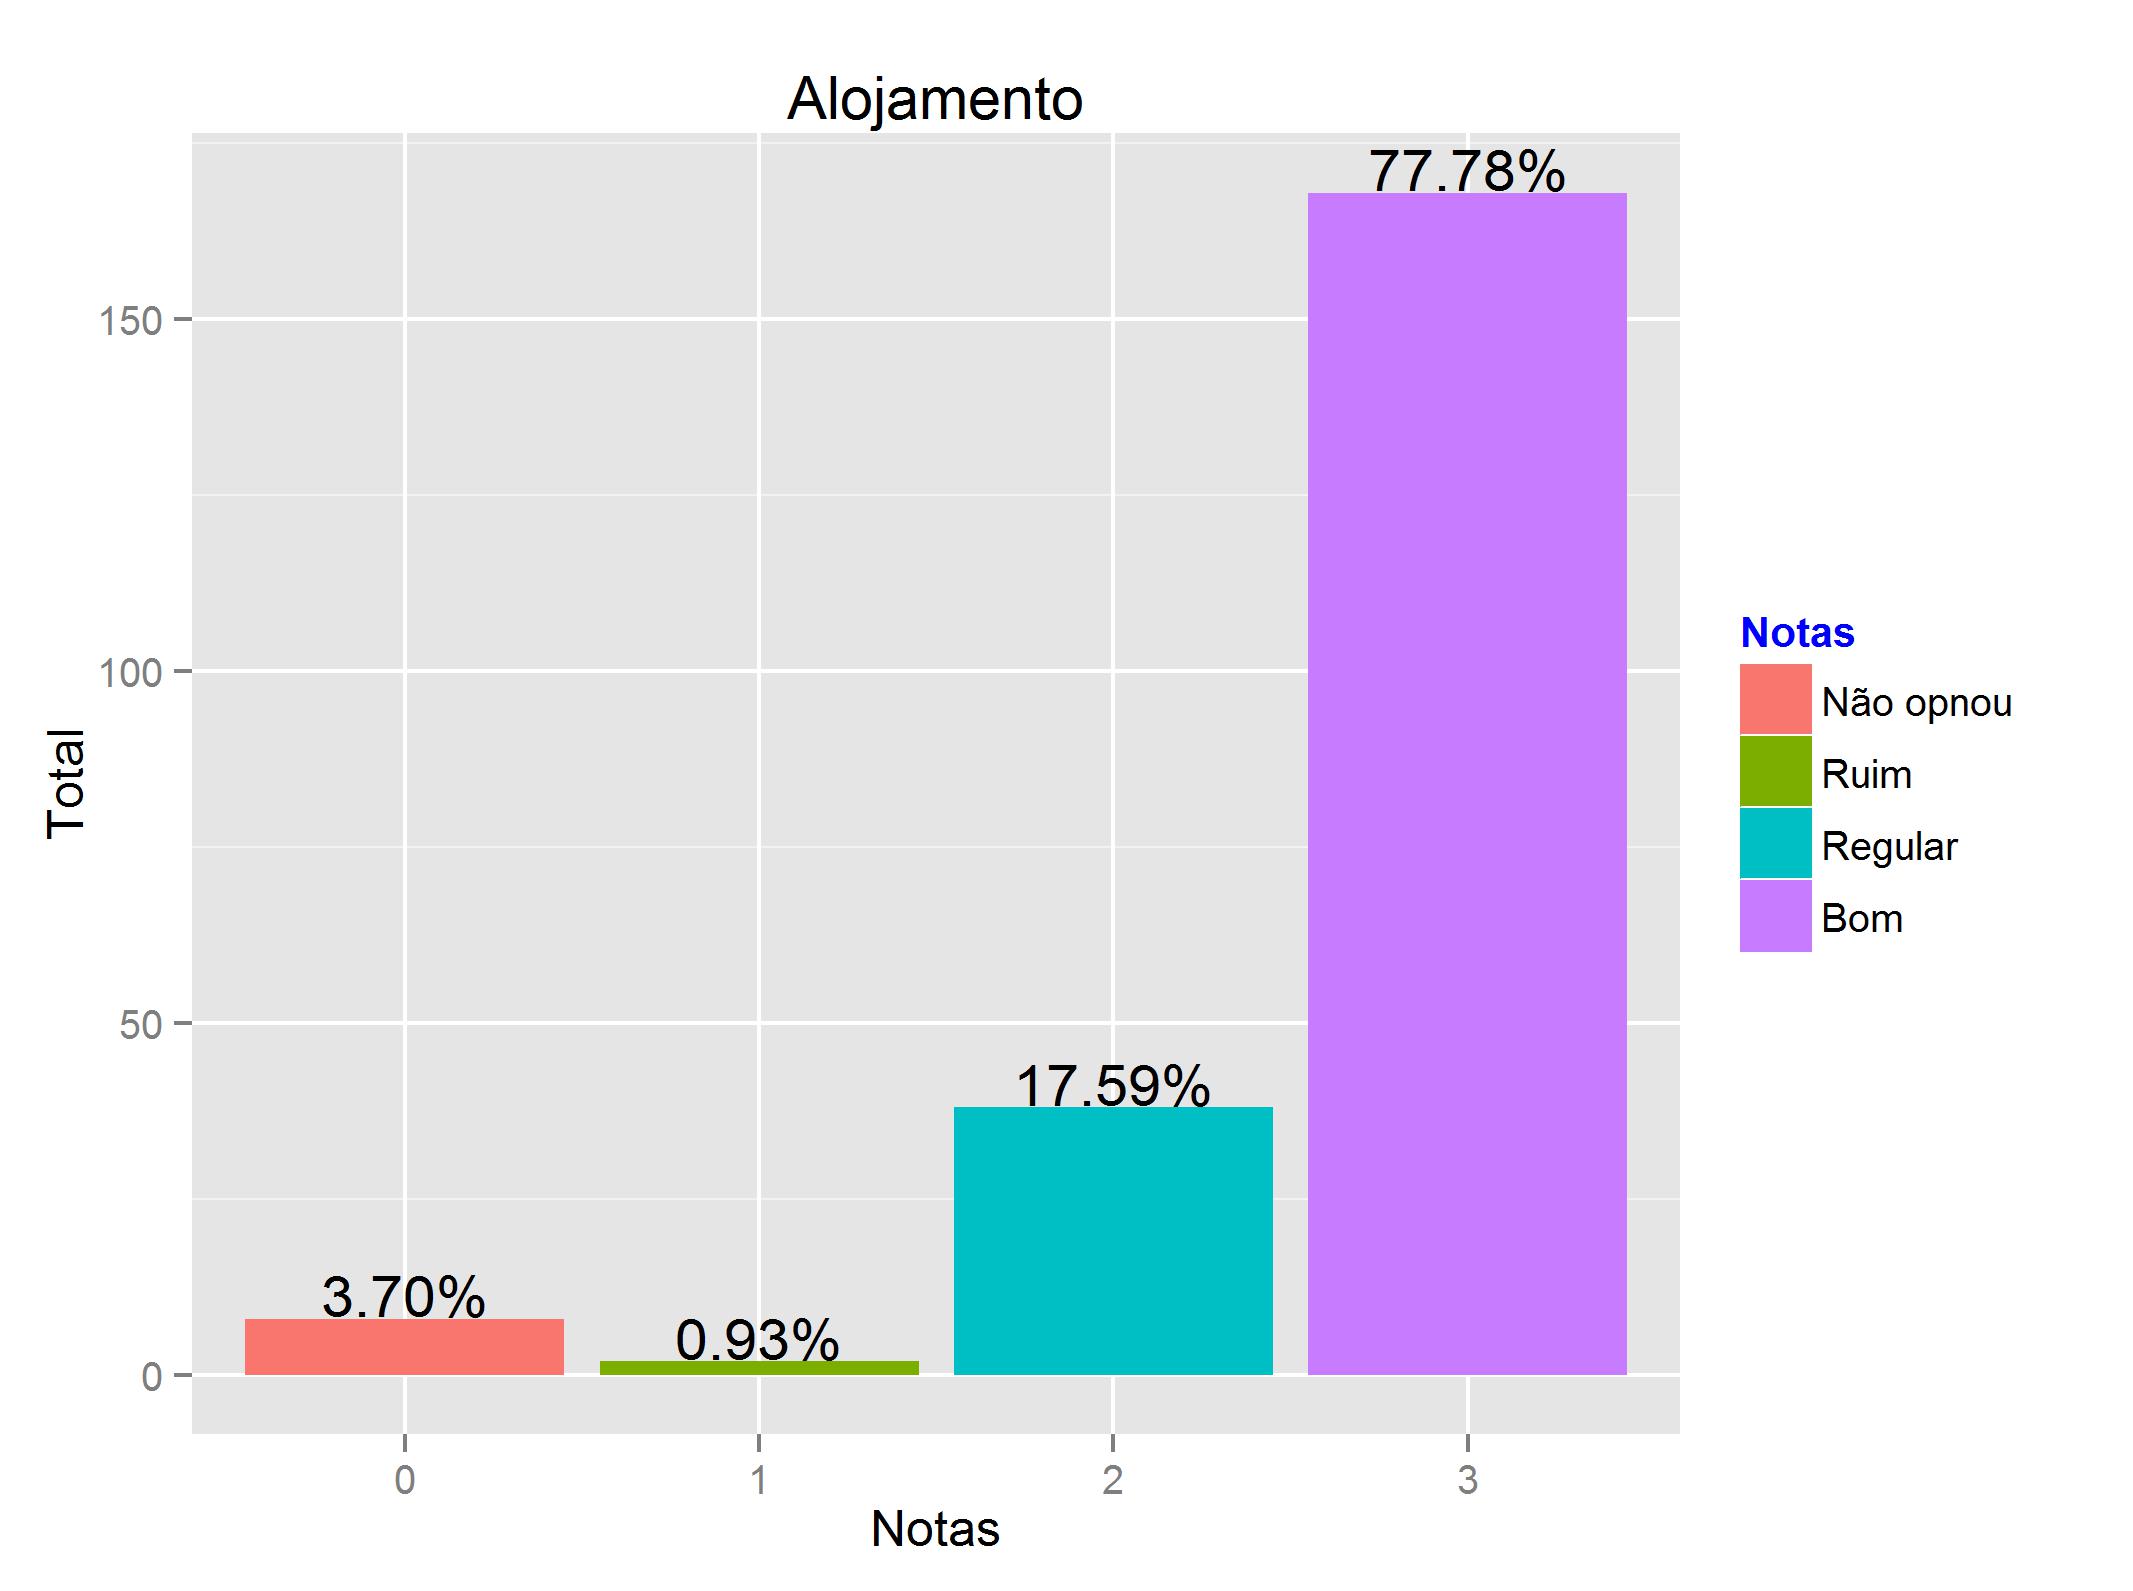 Alojamento
77.78%
150
100
Total
50
17.59%
3.70%
0.93%
0
0 1 2 3
Notas
Notas
Não opnou
Ruim
Regular
Bom